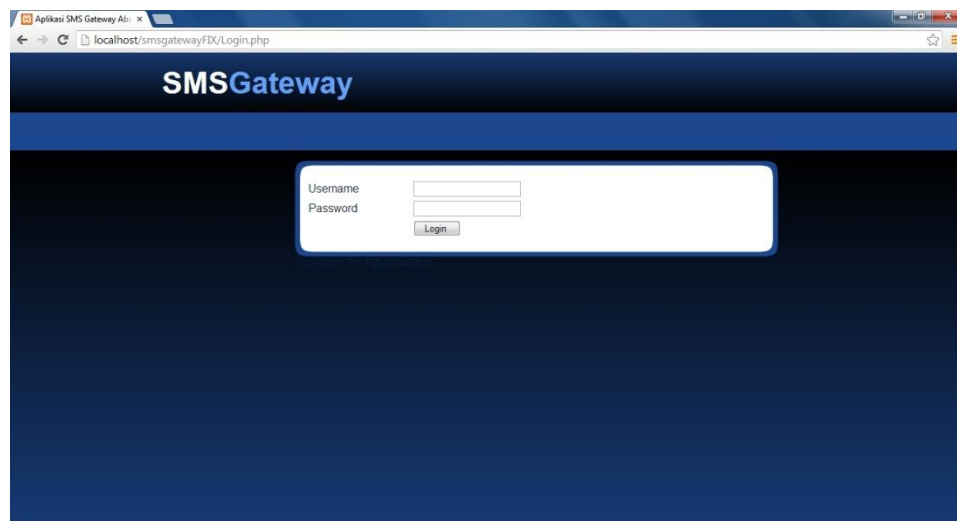 Aplikasi SMS Gateway Ab
localhost/smsgatewayFIX/Login.php
SMSGateway
Username
Password
Login